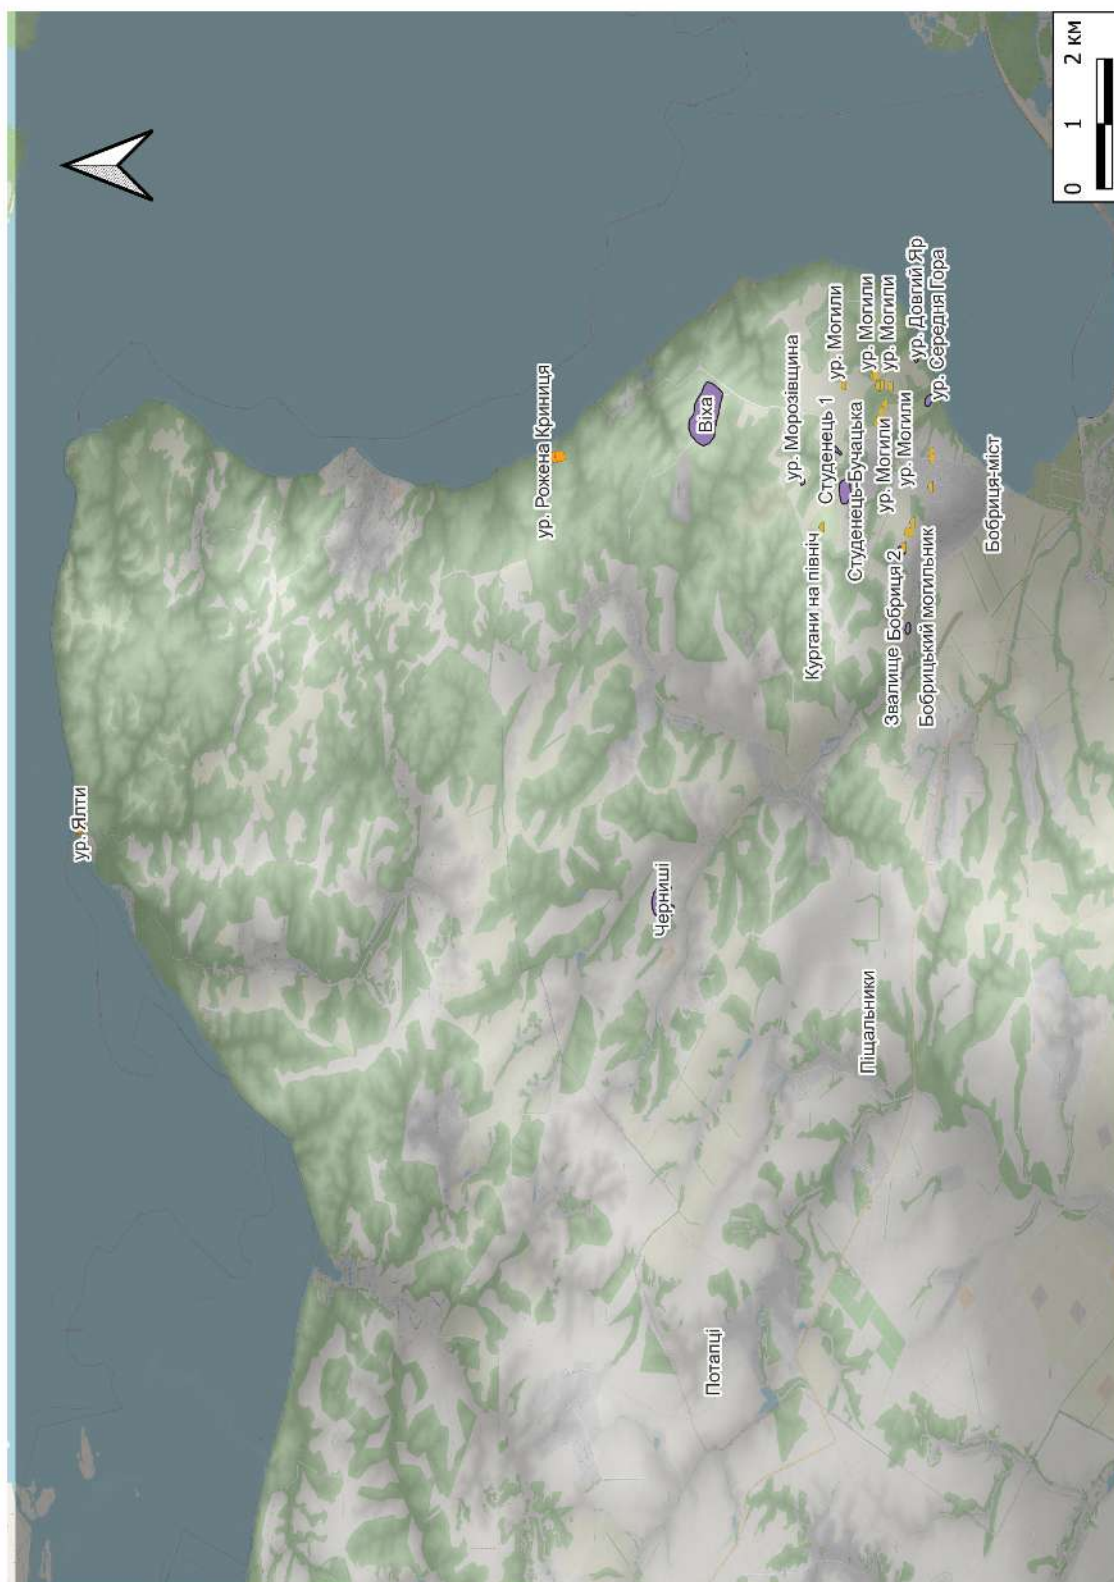 ур. Ялти
ур. Рожена Криниця
Черниші
Віха
Потапці
ур. Морозівщина
Кургани на північ
Студенець 1
ур. Могили
Студенець-Бучацька
Піщальники
ур. Могили
ур. Могили
ур. Могили
Звалище Бобриця 2
ур. Могили
ур. Довгий Яр
Бобрицький могильник
ур. Середня Гора
Бобриця-міст
0 1 2 км